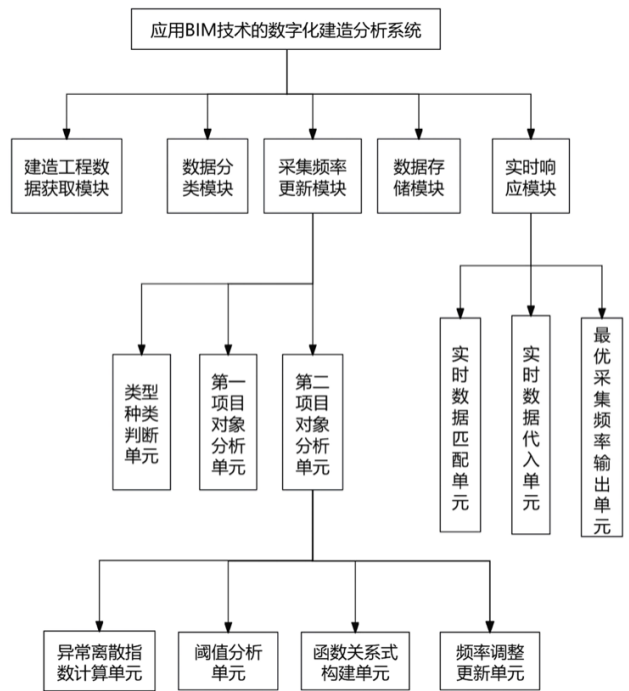 应用BIM技术的数字化建造分析系统
建造工程数
据获取模块
数据分
类模块
采集频率
更新模块
数据存
储模块
实时响
应模块
类型
种类
判断
单元
第一
项目
对象
分析
单元
第二
项目
对象
分析
单元
实时数据匹配单元
实时数据代入单元
最优采集频率输出单元
异常离散指
数计算单元
阈值分析
单元
函数关系式
构建单元
频率调整
更新单元